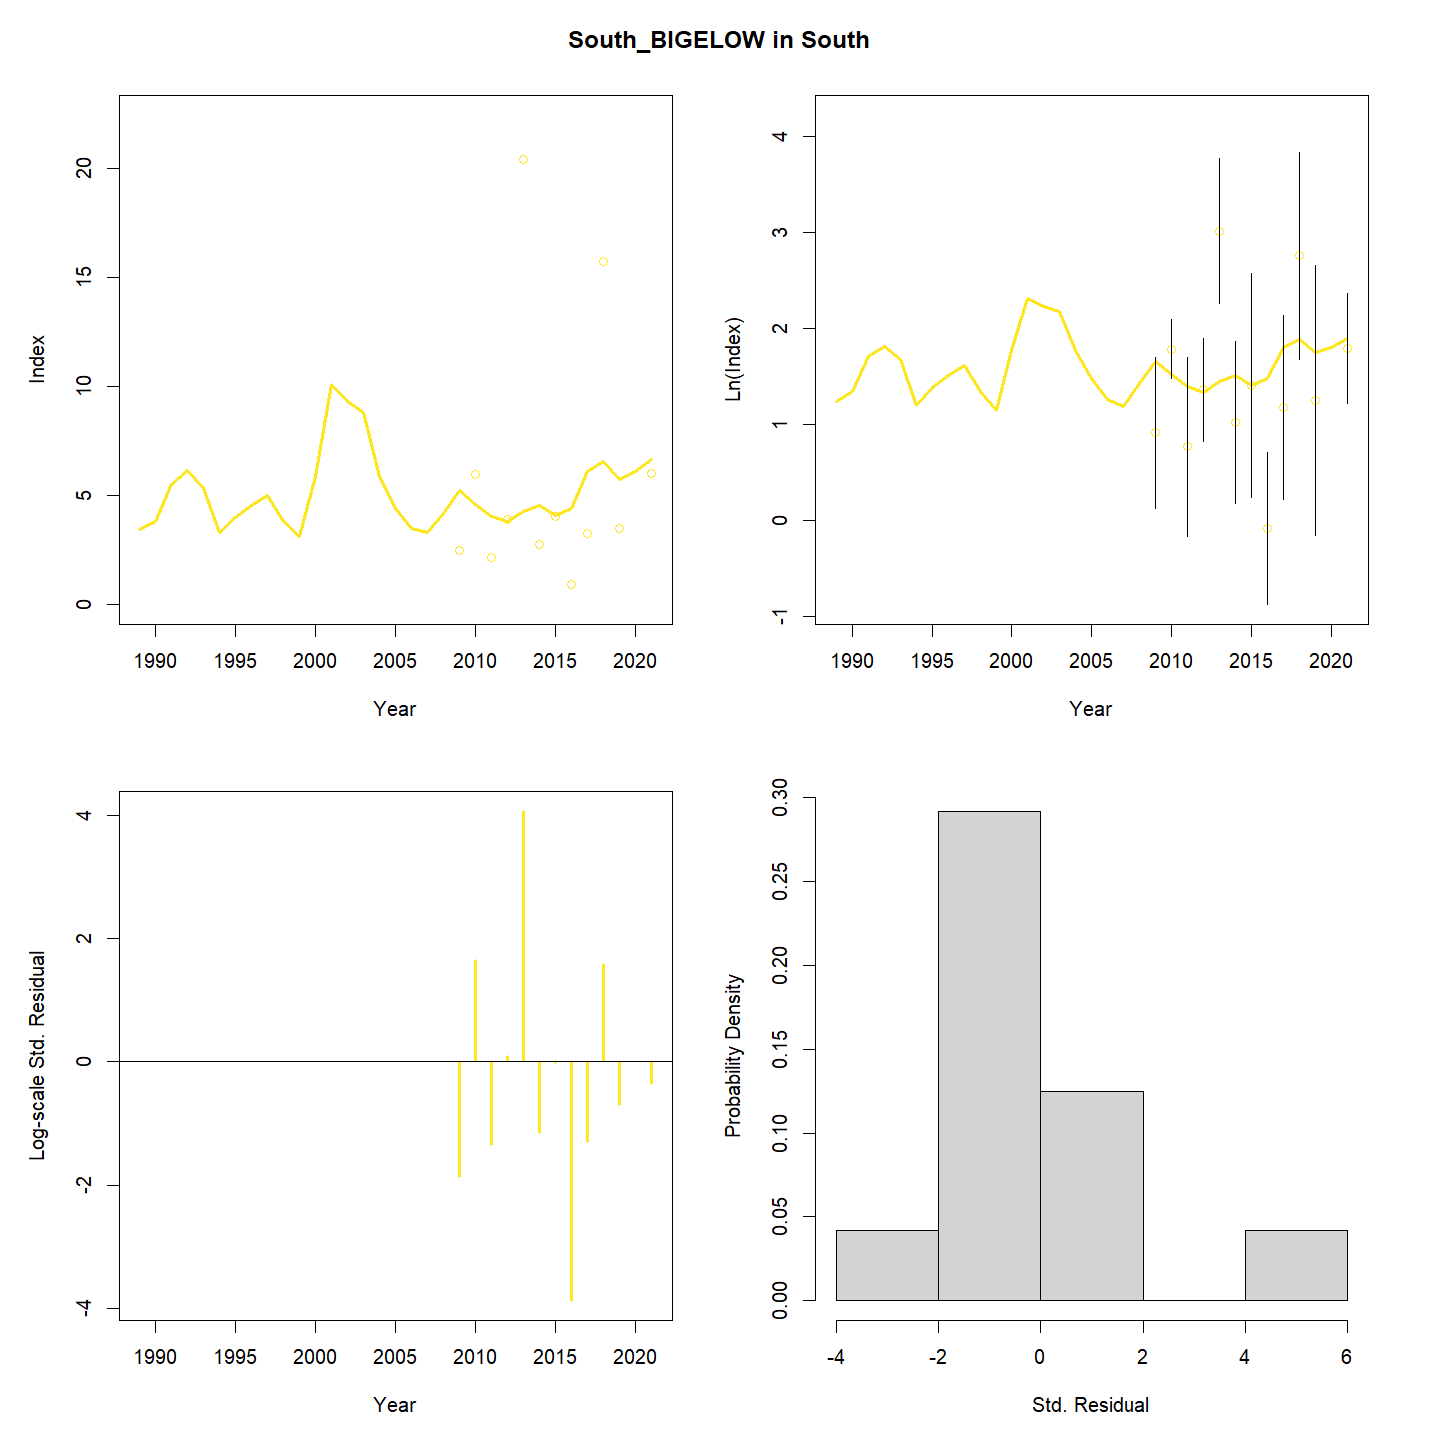 South_BIGELOW in South
Index
0 5 10 15 20
1990 1995 2000 2005 2010 2015 2020
Year
Ln(Index)
-1 0 1 2 3 4
1990 1995 2000 2005 2010 2015 2020
Year
Log-scale Std. Residual
-4 -2 0 2 4
1990 1995 2000 2005 2010 2015 2020
Year
Probability Density
0.00 0.05 0.10 0.15 0.20 0.25 0.30
-4 -2 0 2 4 6
Std. Residual